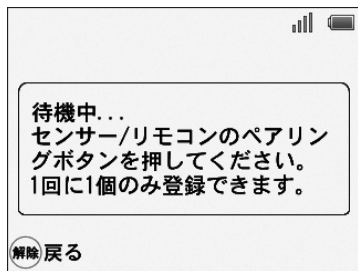 待機中...
センサー/リモコンのペアリン
グボタンを押してください。
1回に1個のみ登録できます。
解除 戻る